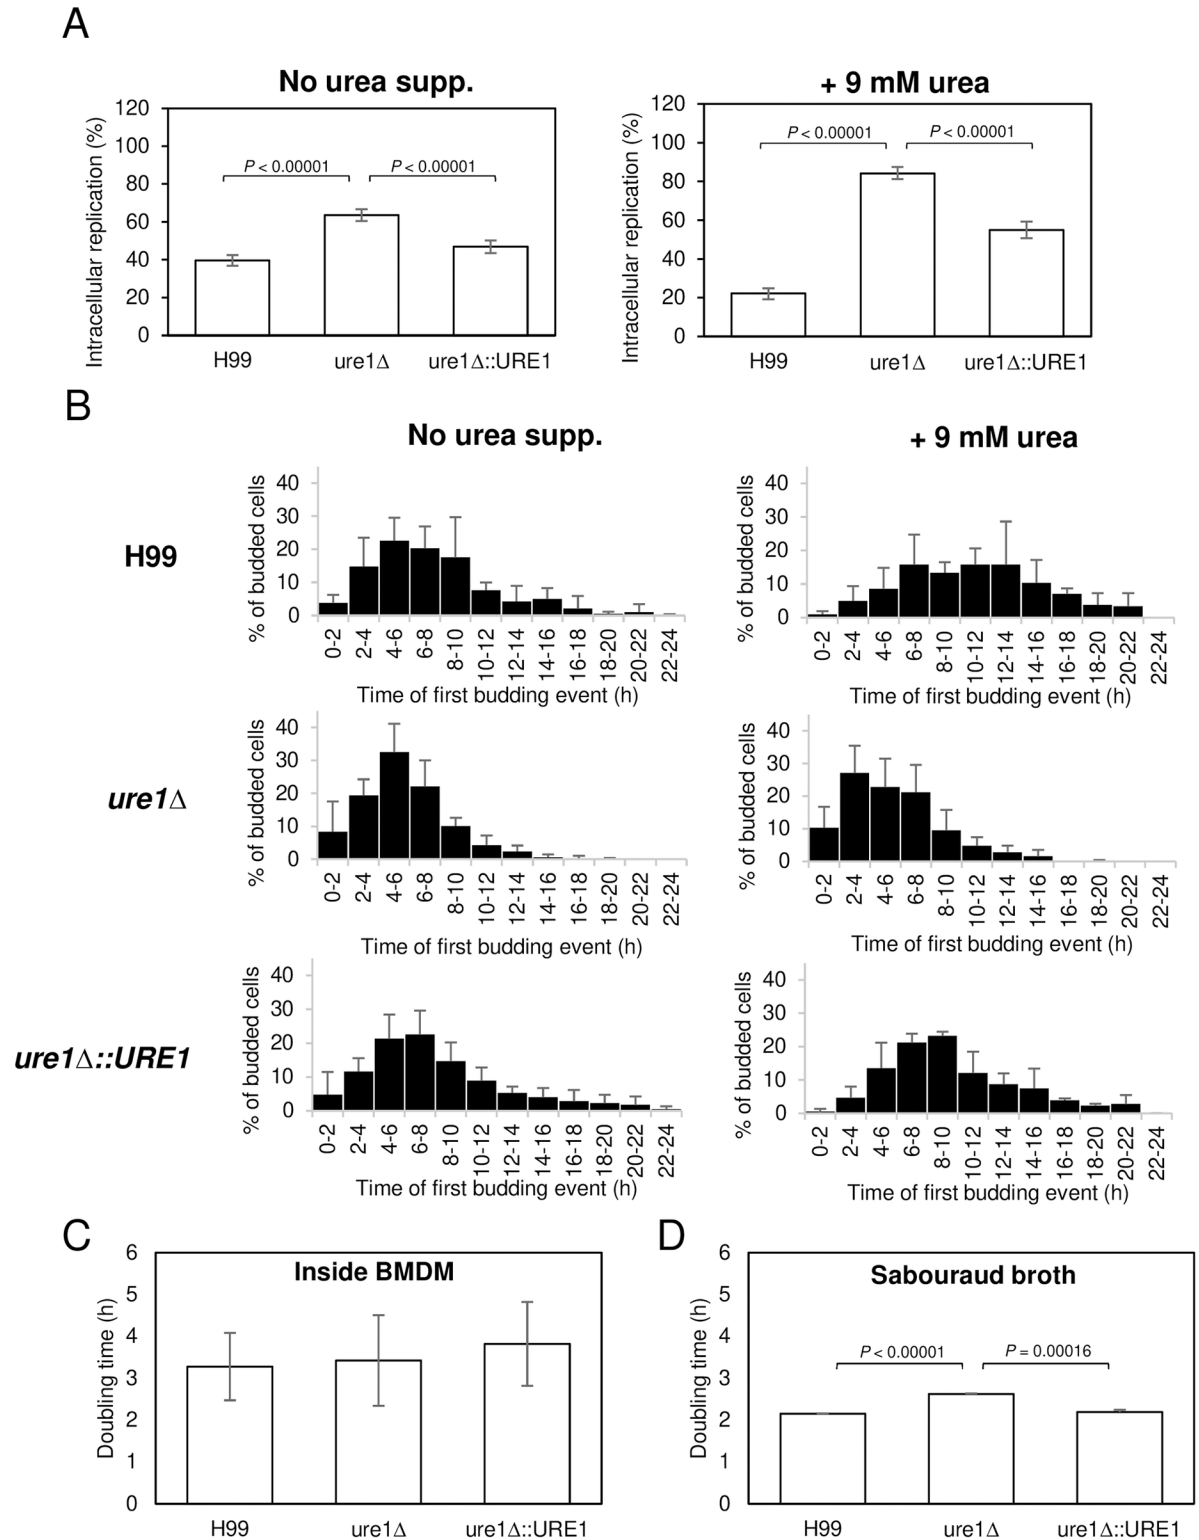 A
No urea supp.
+ 9 mM urea
Intracellular replication (%)
120
100
80
60
40
20
0
P < 0.00001
P < 0.00001
H99
ure1Δ
ure1Δ::URE1
Intracellular replication (%)
120
100
80
60
40
20
0
P < 0.00001
P < 0.00001
H99
ure1Δ
ure1Δ::URE1
B
No urea supp.
+ 9 mM urea
H99
% of budded cells
40
30
20
10
0
0-2
2-4
4-6
6-8
8-10
10-12
12-14
14-16
16-18
18-20
20-22
22-24
Time of first budding event (h)
% of budded cells
40
30
20
10
0
0-2
2-4
4-6
6-8
8-10
10-12
12-14
14-16
16-18
18-20
20-22
22-24
Time of first budding event (h)
ure1Δ
% of budded cells
40
30
20
10
0
0-2
2-4
4-6
6-8
8-10
10-12
12-14
14-16
16-18
18-20
20-22
22-24
Time of first budding event (h)
% of budded cells
40
30
20
10
0
0-2
2-4
4-6
6-8
8-10
10-12
12-14
14-16
16-18
18-20
20-22
22-24
Time of first budding event (h)
ure1Δ::URE1
% of budded cells
40
30
20
10
0
0-2
2-4
4-6
6-8
8-10
10-12
12-14
14-16
16-18
18-20
20-22
22-24
Time of first budding event (h)
% of budded cells
40
30
20
10
0
0-2
2-4
4-6
6-8
8-10
10-12
12-14
14-16
16-18
18-20
20-22
22-24
Time of first budding event (h)
C
Inside BMDM
Doubling time (h)
6
5
4
3
2
1
0
H99
ure1Δ
ure1Δ::URE1
D
Sabouraud broth
Doubling time (h)
6
5
4
3
2
1
0
P < 0.00001
P = 0.00016
H99
ure1Δ
ure1Δ::URE1